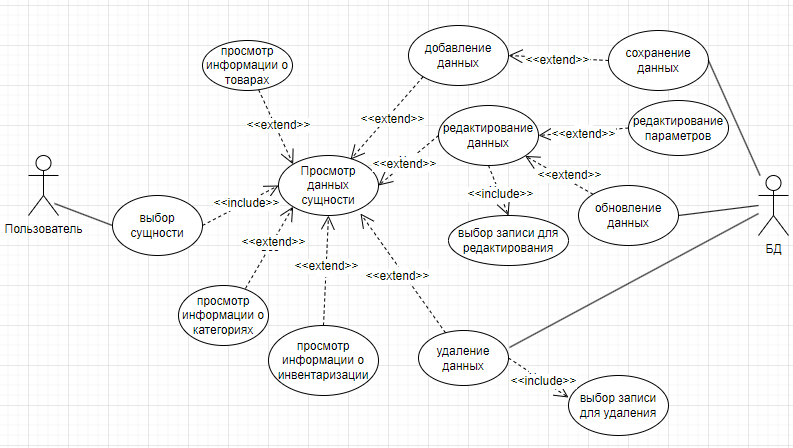 просмотр
информации о
товарах
<<extend>>
добавление
данных
<<extend>>
сохранение
данных
<<extend>>
редактирование
данных
<<extend>>
редактирование
параметров
<<extend>>
Просмотр
данных
сущности
<<extend>>
<<include>>
обновление
данных
Пользователь
выбор
сущности
<<include>>
выбор записи для
редактирования
БД
<<extend>>
<<extend>>
<<extend>>
просмотр
информации о
категориях
просмотр
информации о
инвентаризации
удаление
данных
<<include>>
выбор записи
для удаления